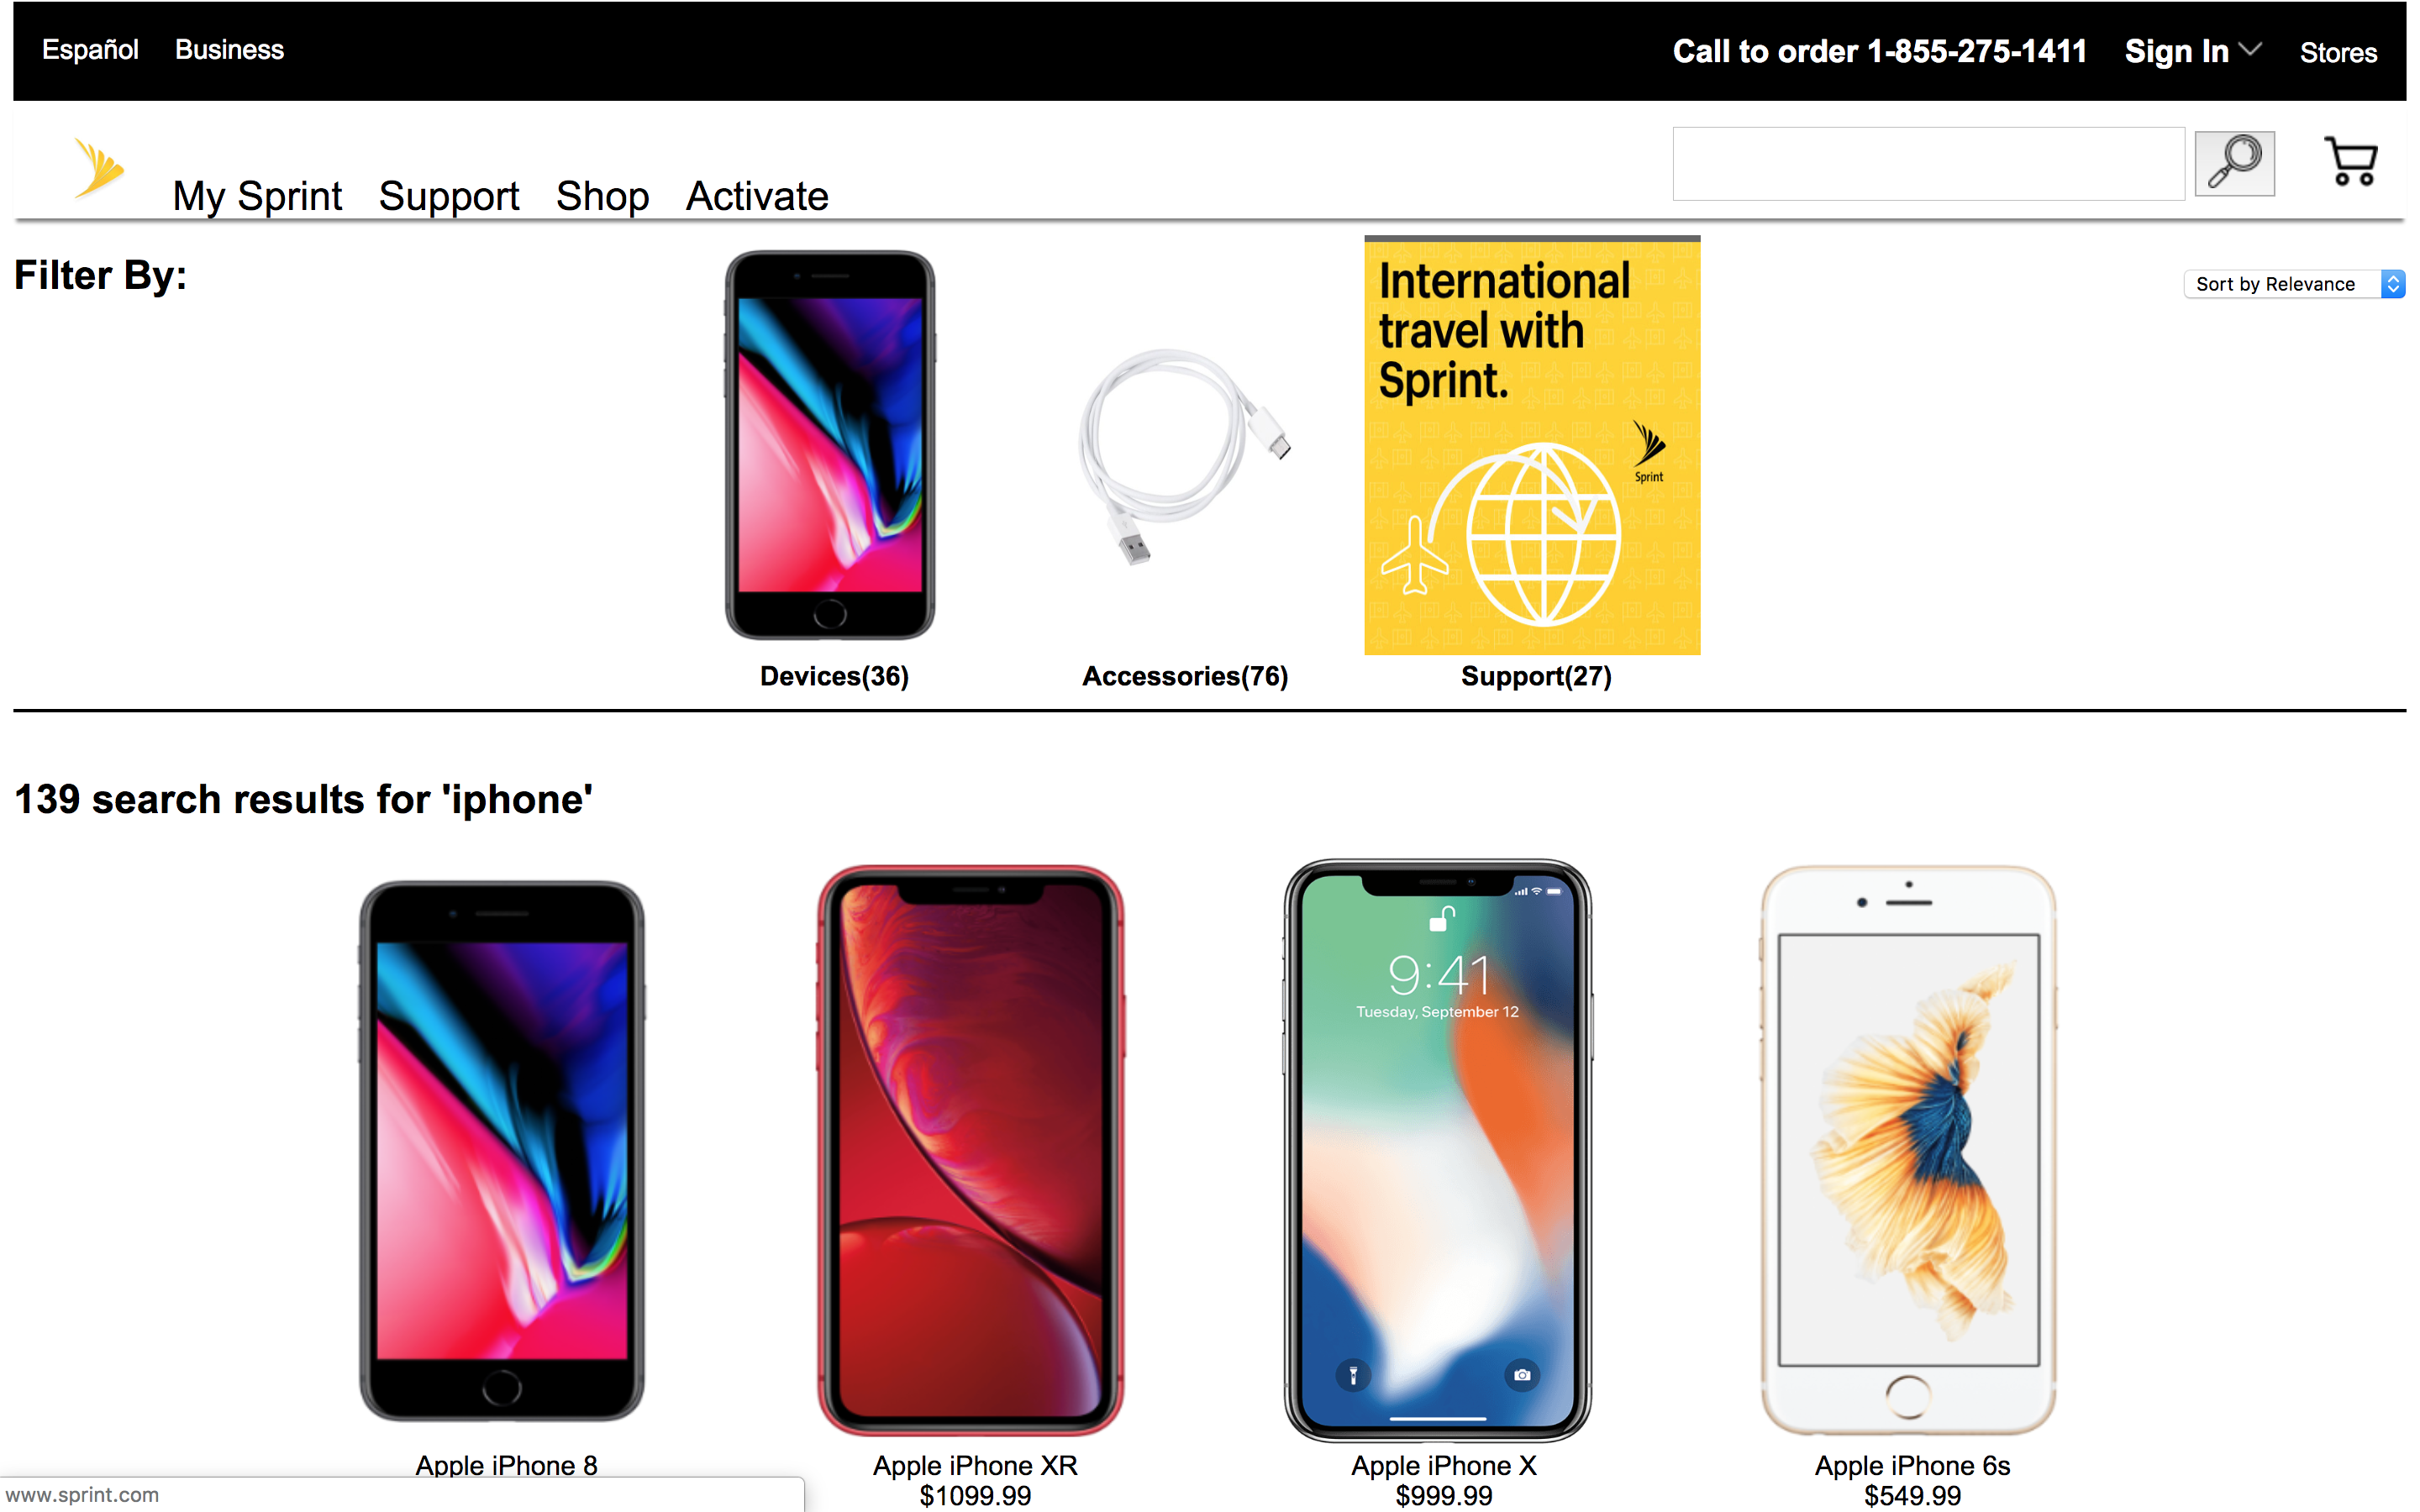 Español Business Call to order 1-855-275-1411 Sign In Stores
My Sprint Support Shop Activate
Filter By:
Sort by Relevance
International
travel with
Sprint.
Sprint
Devices(36) Accessories(76) Support(27)
139 search results for 'iphone'
9:41
Tuesday, September 12
Apple iPhone 8 Apple iPhone XR Apple iPhone X Apple iPhone 6s
$1099.99 $999.99 $549.99
www.sprint.com